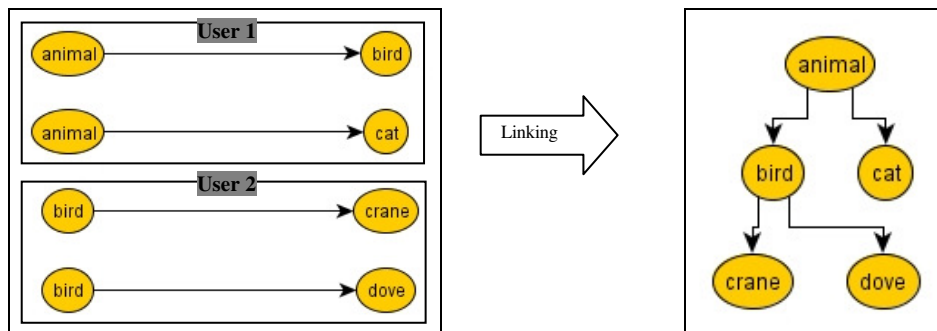 User 1
animal bird
animal cat
User 2
bird crane
bird dove
Linking
animal
bird cat
crane dove